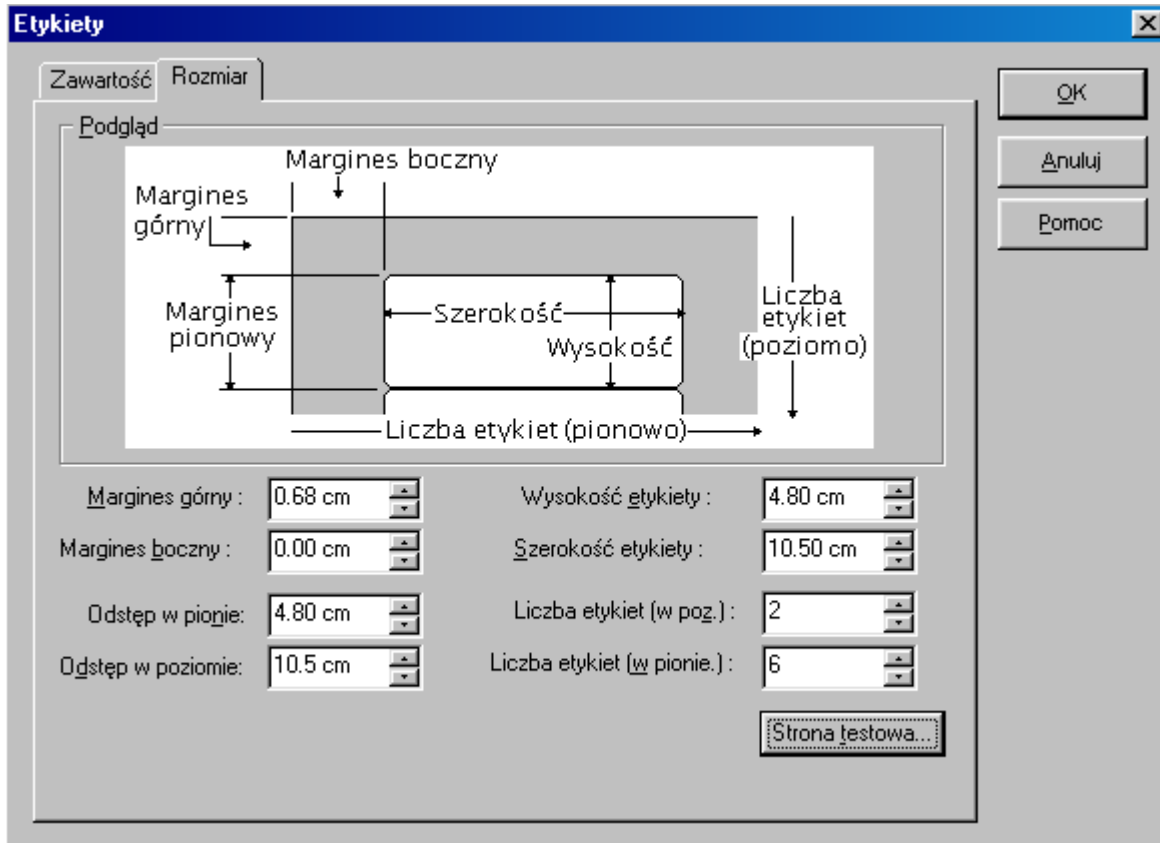 Etykiety
Zawartość
Rozmiar
OK
Anuluj
Pomoc
Podgląd
Margines boczny
Margines
górny
Margines
pionowy
Szerokość
Wysokość
Liczba
etykiet
(poziomo)
Liczba etykiet (pionowo)
Margines górny : 0.68 cm
Wysokość etykiety : 4.80 cm
Margines boczny : 0.00 cm
Szerokość etykiety : 10.50 cm
Odstęp w pionie: 4.80 cm
Liczba etykiet (w poz.) : 2
Odstęp w poziomie: 10.5 cm
Liczba etykiet (w pionie.) : 6
Strona testowa...